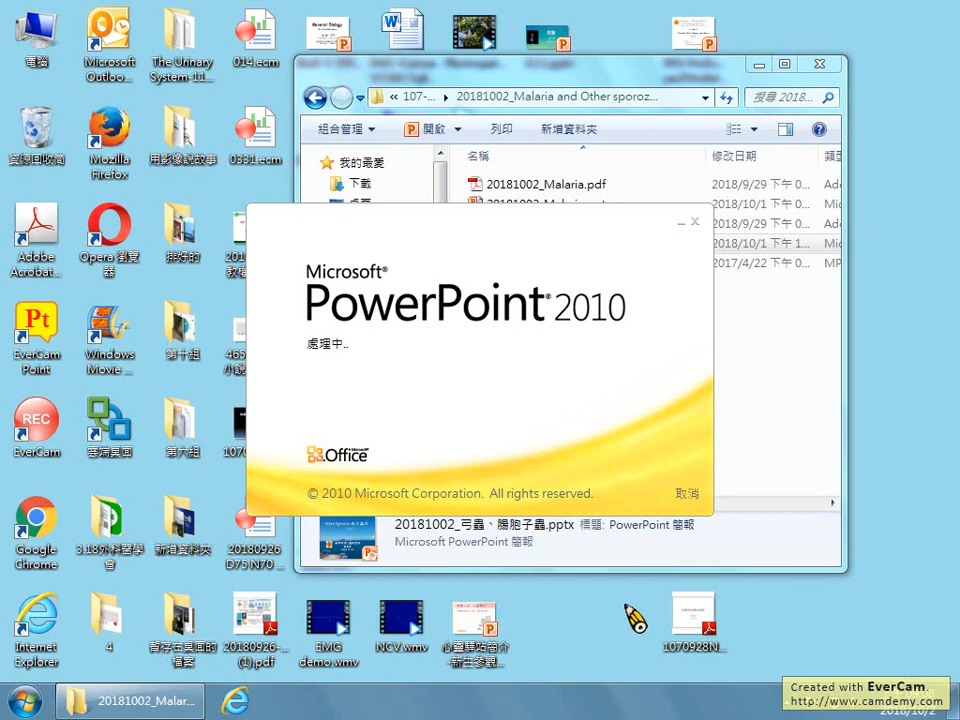 電腦
Microsoft
Outloo...
The Urinary
System-11...
014.ecm
資源回收筒
Mozilla
Firefox
用影像說故事
0331.ecm
Adobe
Acrobat...
Opera 瀏覽
器
排好的
EverCam
Point
Windows
Movie ...
第十組
REC
EverCam
雲端桌面
第六組
Google
Chrome
318外科醫學
會
新增資料夾
20180926
D75 N70 ...
Internet
Explorer
4
暫存在桌面的
檔案
20180926-...
(1).pdf
EMG
demo.wmv
NCV.wmv
心靈驛站簡介
-新生參觀...
1070928N...
« 107-...
20181002_Malaria and Other sporoz...
搜尋 2018...
組合管理
開啟
列印
新增資料夾
我的最愛
下載
名稱
修改日期
20181002_Malaria.pdf
2018/9/29 下午 0...
2018/10/1 下午 0...
2018/9/29 下午 0...
2018/10/1 下午 1...
2017/4/22 下午 0...
Microsoft®
PowerPoint® 2010
處理中..
Office
© 2010 Microsoft Corporation. All rights reserved.
取消
20181002_弓蟲、腸胞子蟲.pptx 標題: PowerPoint 簡報
Microsoft PowerPoint 簡報
20181002_Malar...
Created with EverCam.
http://www.camdemy.com